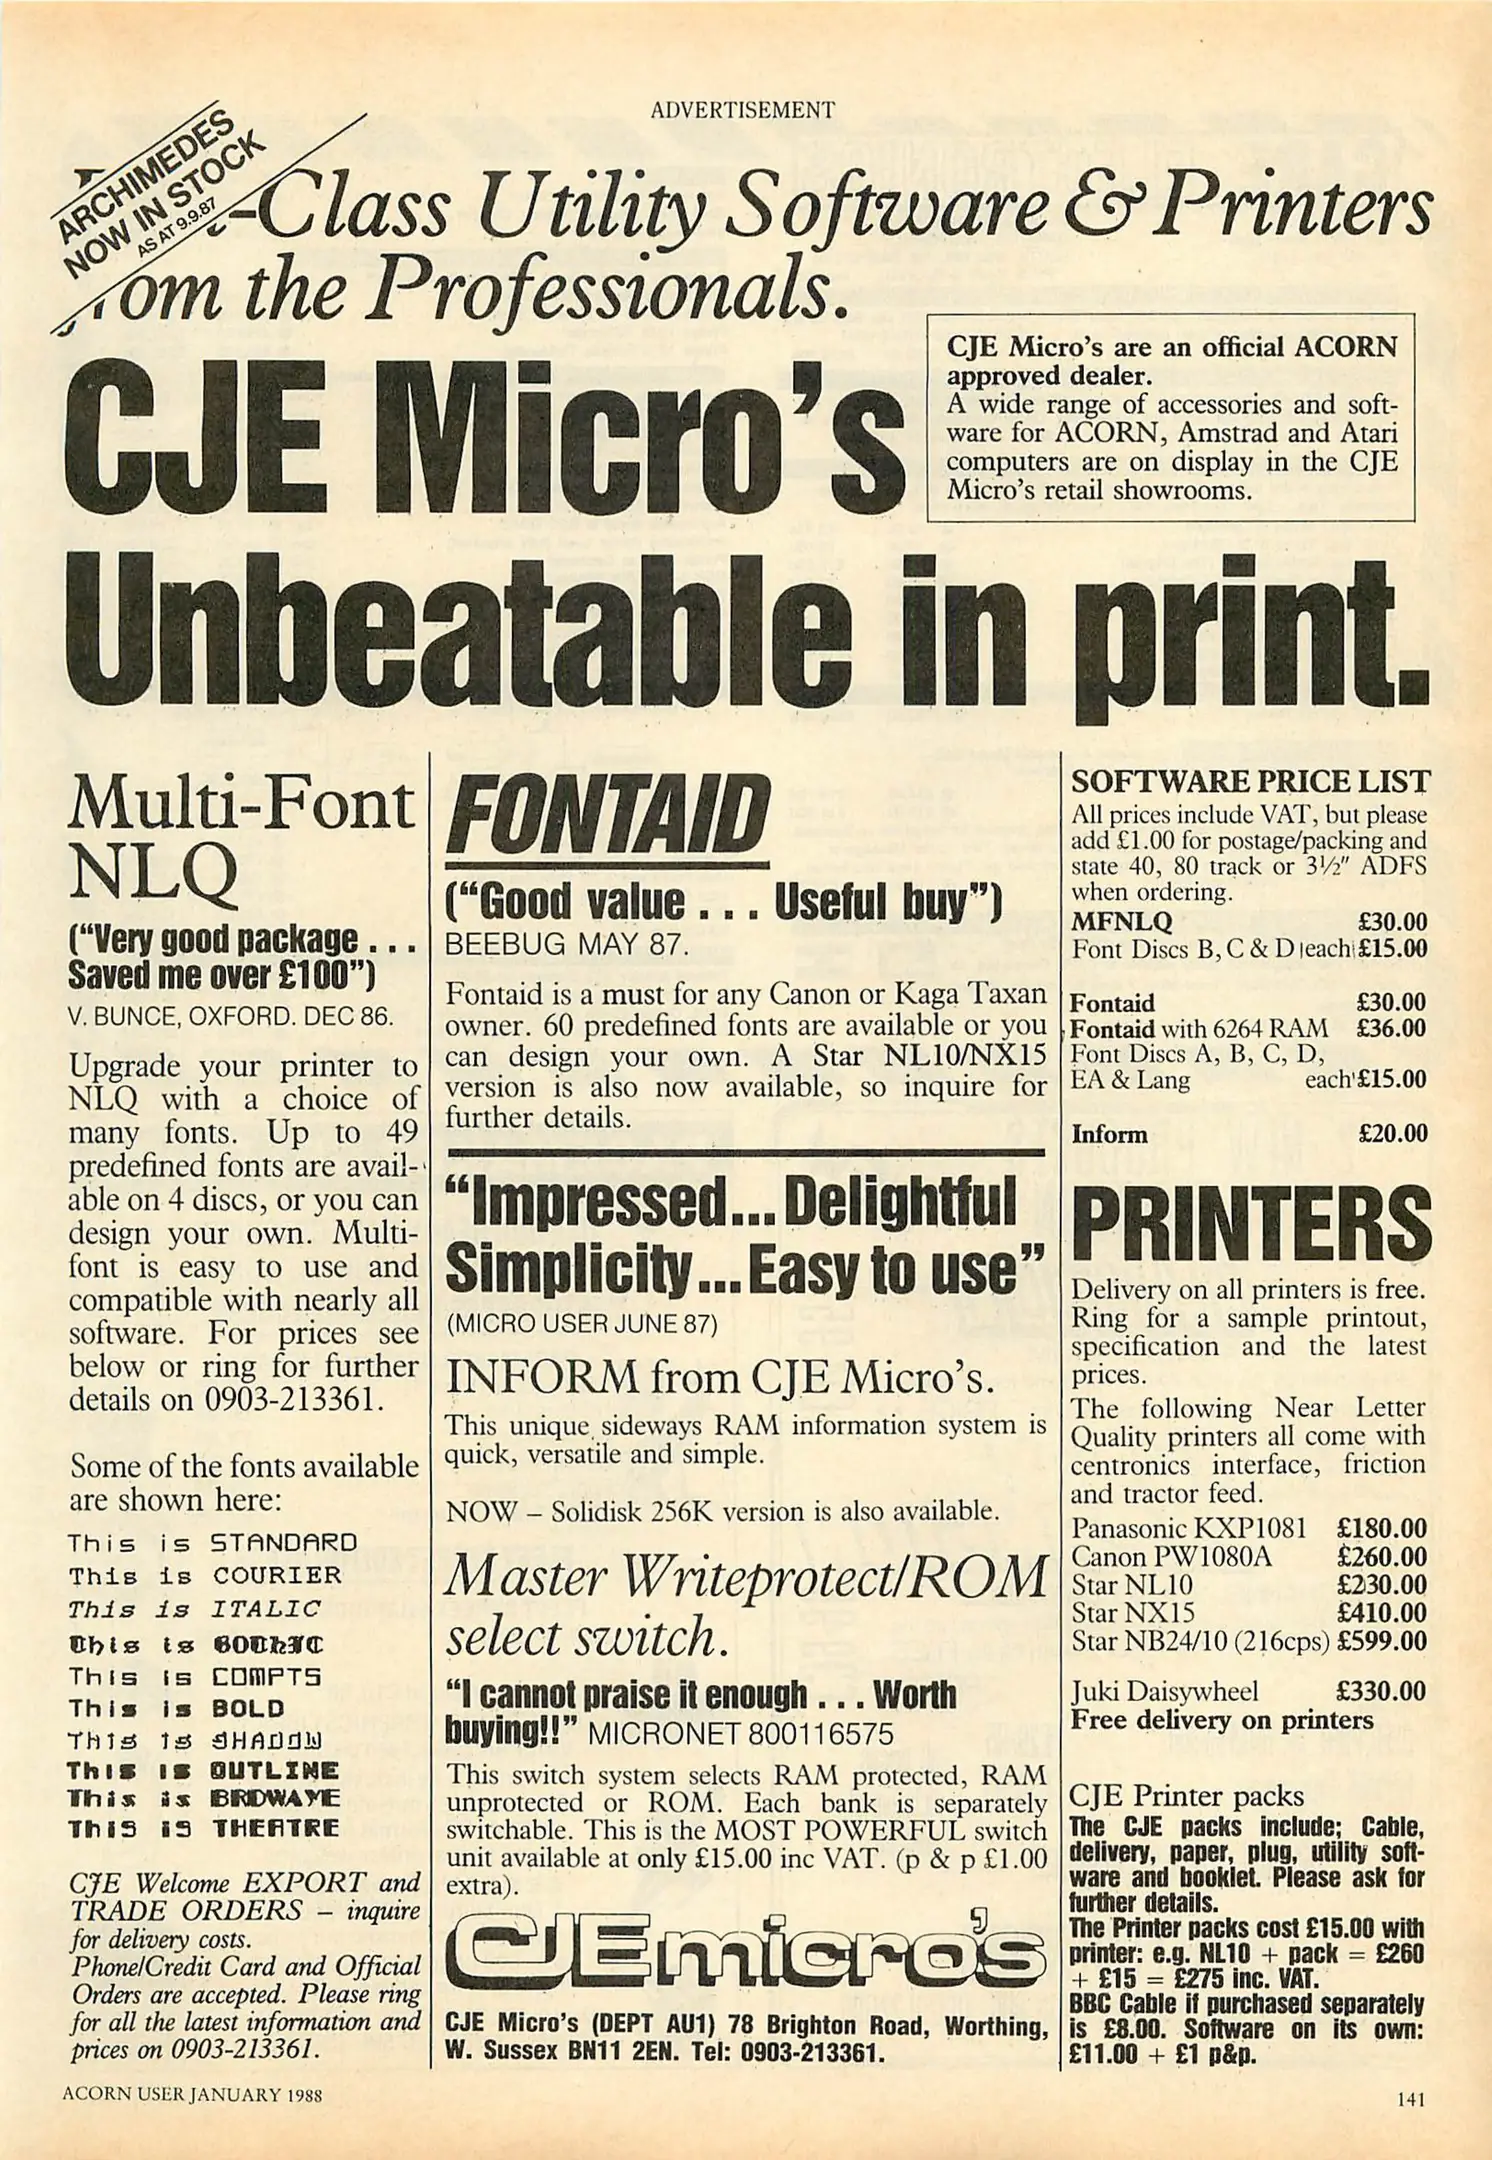 ADVERTISEMENT
ARCHIMEDES
NOW IN STOCK
AS AT 9.9.87
-Class Utility Software & Printers
the Professionals.
CJE Micro's
Unbeatable in print.
CJE Micro's are an official ACORN
approved dealer.
A wide range of accessories and soft-
ware for ACORN, Amstrad and Atari
computers are on display in the CJE
Micro's retail showrooms.
Multi-Font
NLQ
("Very good package . . .
Saved me over £100")
V. BUNCE, OXFORD. DEC 86.
Upgrade your printer to
NLQ with a choice of
many fonts. Up to 49
predefined fonts are avail-
able on 4 discs, or you can
design your own. Multi-
font is easy to use and
compatible with nearly all
software. For prices see
below or ring for further
details on 0903-213361.
Some of the fonts available
are shown here:
This is STANDARD
This is COURIER
This is ITALIC
This is GOTHIC
This is COMPTS
This is BOLD
This is SHADOW
This is OUTLINE
This is BRDWAYE
This is THEATRE
CJE Welcome EXPORT and
TRADE ORDERS – inquire
for delivery costs.
Phone/Credit Card and Official
Orders are accepted. Please ring
for all the latest information and
prices on 0903-213361.
FONTAID
("Good value . . . Useful buy")
BEEBUG MAY 87.
Fontaid is a must for any Canon or Kaga Taxan
owner. 60 predefined fonts are available or you
can design your own. A Star NL10/NX15
version is also now available, so inquire for
further details.
"Impressed... Delightful
Simplicity... Easy to use"
(MICRO USER JUNE 87)
INFORM from CJE Micro's.
This unique sideways RAM information system is
quick, versatile and simple.
NOW – Solidisk 256K version is also available.
Master Writeprotect/ROM
select switch.
"I cannot praise it enough . . . Worth
buying!!" MICRONET 800116575
This switch system selects RAM protected, RAM
unprotected or ROM. Each bank is separately
switchable. This is the MOST POWERFUL switch
unit available at only £15.00 inc VAT. (p & p £1.00
extra).
CJE micro's
CJE Micro's (DEPT AU1) 78 Brighton Road, Worthing,
W. Sussex BN11 2EN. Tel: 0903-213361.
SOFTWARE PRICE LIST
All prices include VAT, but please
add £1.00 for postage/packing and
state 40, 80 track or 3½" ADFS
when ordering.
MFNLQ £30.00
Font Discs B, C & D (each) £15.00
Fontaid £30.00
Fontaid with 6264 RAM £36.00
Font Discs A, B, C, D,
EA & Lang each £15.00
Inform £20.00
PRINTERS
Delivery on all printers is free.
Ring for a sample printout,
specification and the latest
prices.
The following Near Letter
Quality printers all come with
centronics interface, friction
and tractor feed.
Panasonic KXP1081 £180.00
Canon PW1080A £260.00
Star NL10 £230.00
Star NX15 £410.00
Star NB24/10 (216cps) £599.00
Juki Daisywheel £330.00
Free delivery on printers
CJE Printer packs
The CJE packs include; Cable,
delivery, paper, plug, utility soft-
ware and booklet. Please ask for
further details.
The Printer packs cost £15.00 with
printer: e.g. NL10 + pack = £260
+ £15 = £275 inc. VAT.
BBC Cable if purchased separately
is £8.00. Software on its own:
£11.00 + £1 p&p.
ACORN USER JANUARY 1988
141